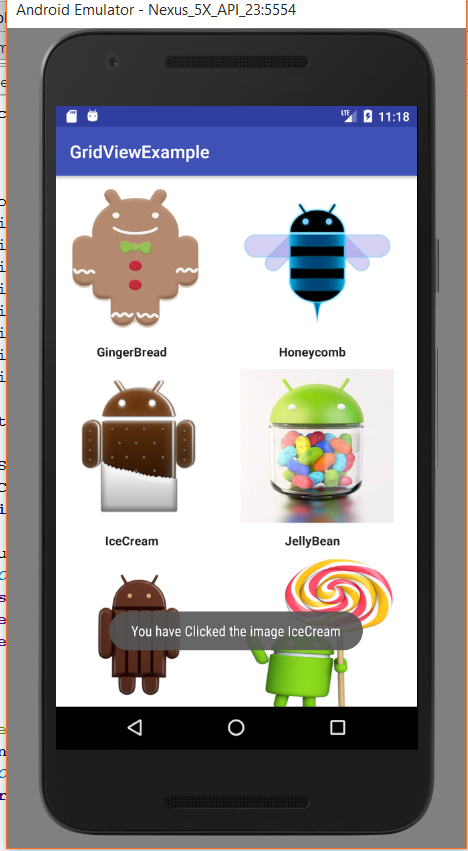 Android Emulator - Nexus_5X_API_23:5554
LTE 11:18
GridViewExample
GingerBread Honeycomb
IceCream JellyBean
You have Clicked the image IceCream